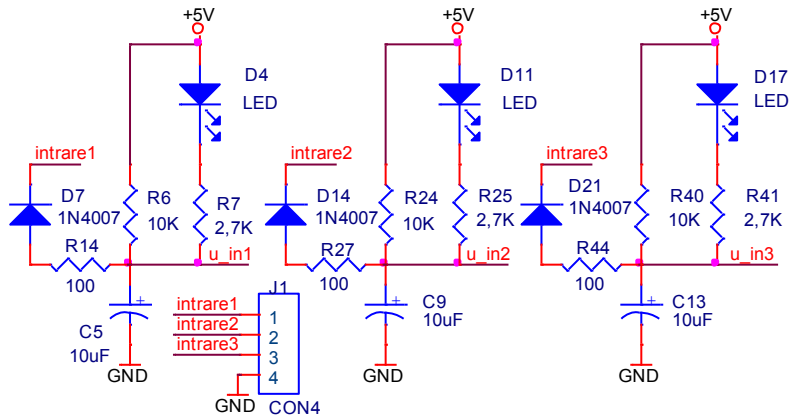 +5V
D4
LED
intrare1
D7
1N4007
R6
10K
R7
2,7K
R14
100
u_in1
+
C5
10uF
GND
+5V
D11
LED
intrare2
D14
1N4007
R24
10K
R25
2,7K
R27
100
u_in2
+
C9
10uF
GND
+5V
D17
LED
intrare3
D21
1N4007
R40
10K
R41
2,7K
R44
100
u_in3
+
C13
10uF
GND
J1
intrare1 1
intrare2 2
intrare3 3
4
GND
CON4